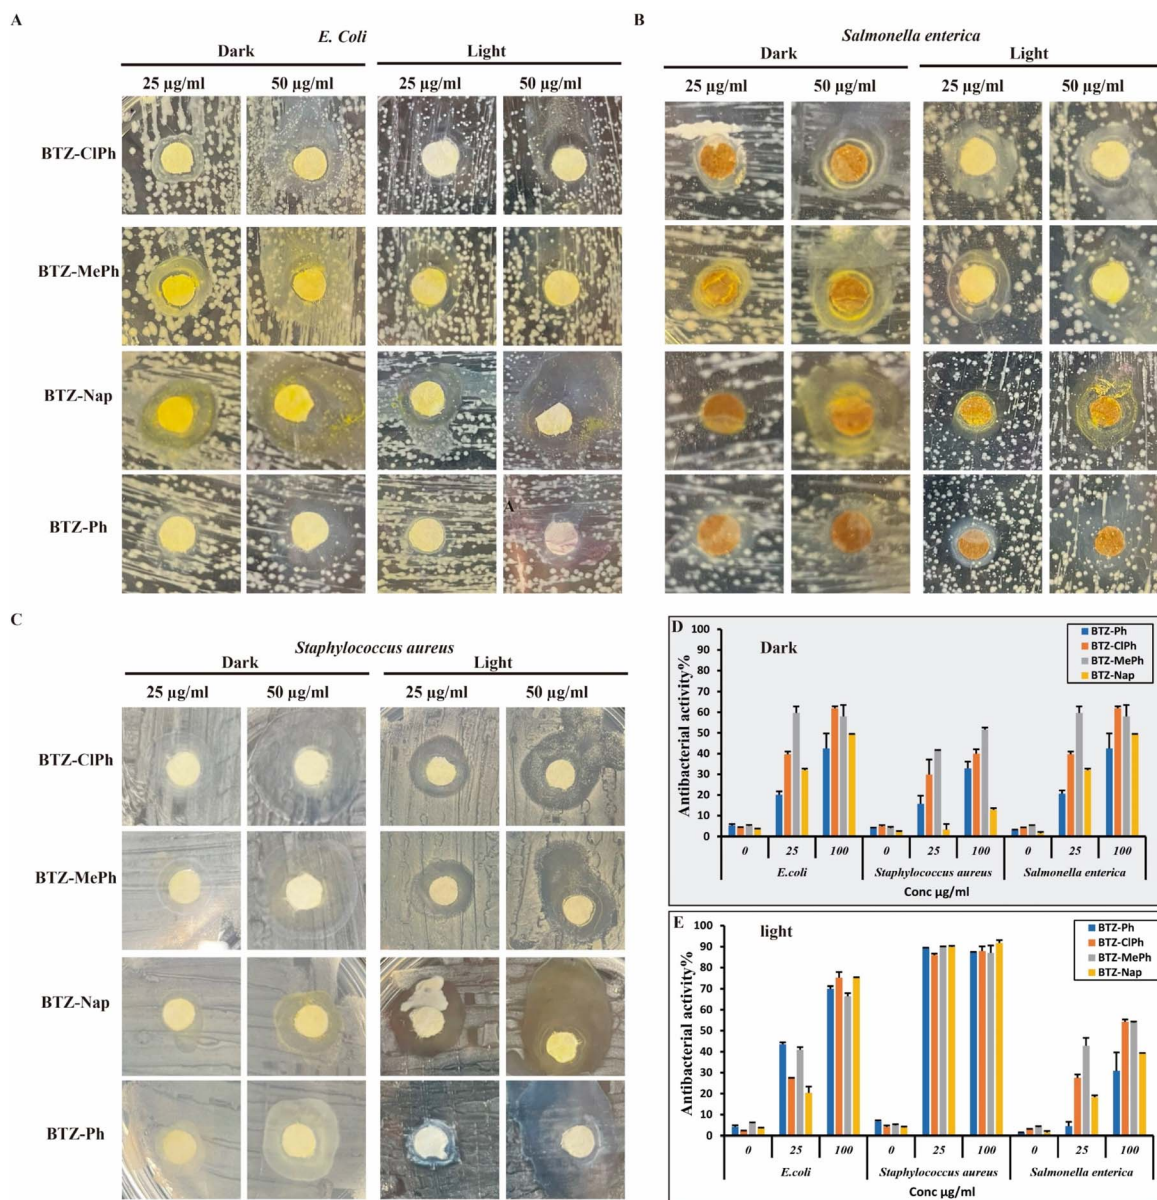 A
E. Coli
Dark
Light
25 µg/ml
50 µg/ml
25 µg/ml
50 µg/ml
BTZ-ClPh
BTZ-MePh
BTZ-Nap
BTZ-Ph
A
B
Salmonella enterica
Dark
Light
25 µg/ml
50 µg/ml
25 µg/ml
50 µg/ml
C
Staphylococcus aureus
Dark
Light
25 µg/ml
50 µg/ml
25 µg/ml
50 µg/ml
BTZ-ClPh
BTZ-MePh
BTZ-Nap
BTZ-Ph
D
Dark
BTZ-Ph
BTZ-ClPh
BTZ-MePh
BTZ-Nap
Antibacterial activity%
100
90
80
70
60
50
40
30
20
10
0
0 25 100 0 25 100 0 25 100
E.coli Staphylococcus aureus Salmonella enterica
Conc µg/ml
E
light
BTZ-Ph
BTZ-ClPh
BTZ-MePh
BTZ-Nap
Antibacterial activity%
100
90
80
70
60
50
40
30
20
10
0
0 25 100 0 25 100 0 25 100
E.coli Staphylococcus aureus Salmonella enterica
Conc µg/ml